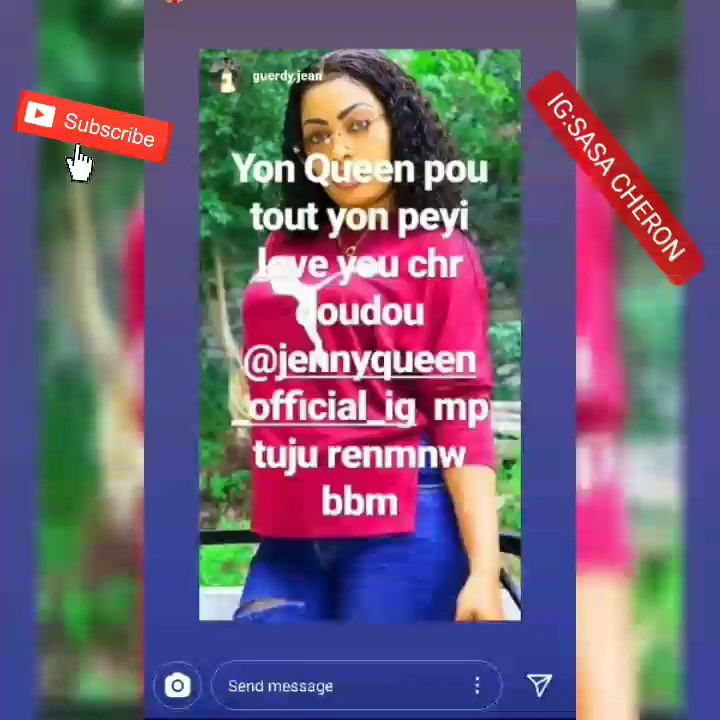 guerdy.jean
Subscribe
IG:SASA CHERON
Yon Queen pou
tout yon peyi
love you chr
doudou
@jennyqueen
_official_ig mp
tuju renmnw
bbm
Send message